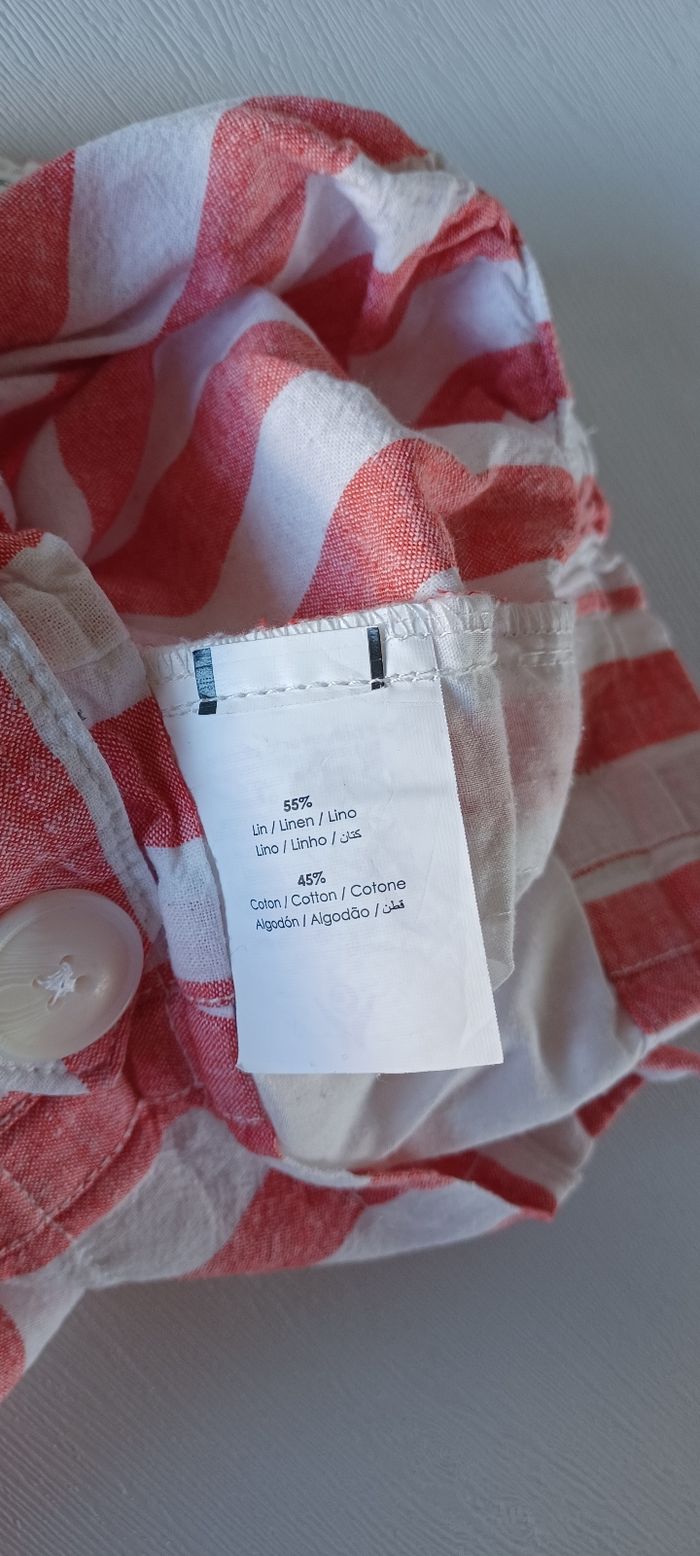 55%
Lin / Linen / Lino
Lino / Linho / كتان
45%
Coton / Cotton / Cotone
Algodón / Algodão / قطن